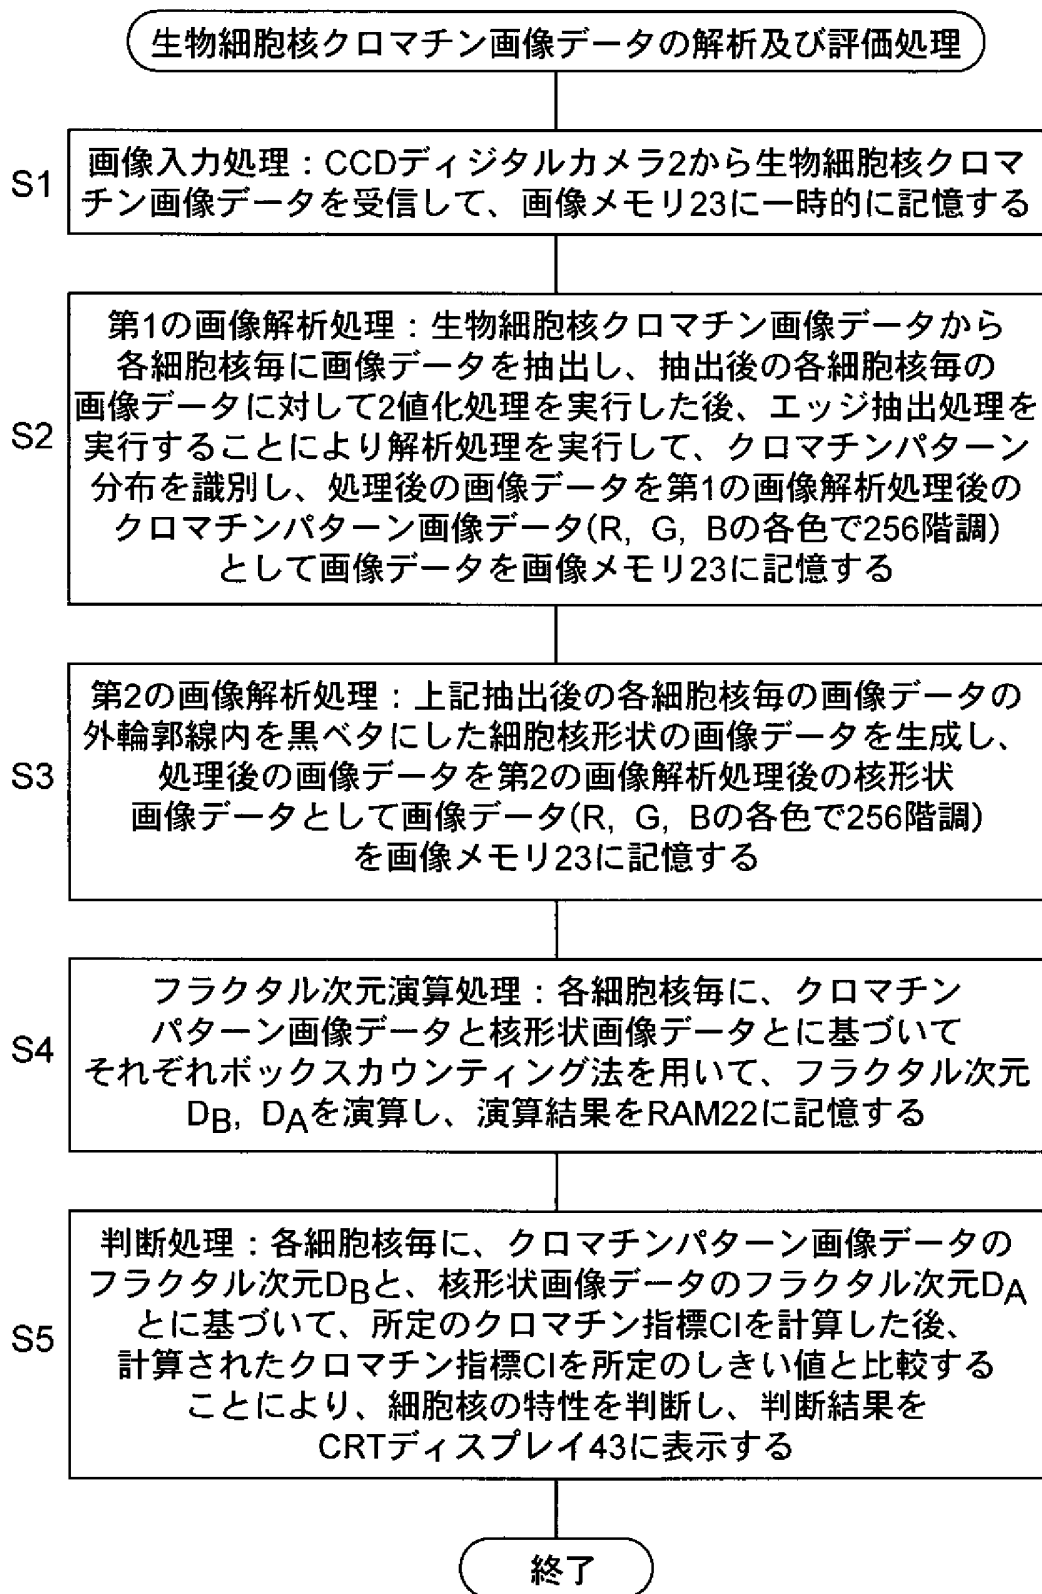 生物細胞核クロマチン画像データの解析及び評価処理
S1
画像入力処理：CCDディジタルカメラ2から生物細胞核クロマ
チン画像データを受信して、画像メモリ23に一時的に記憶する
S2
第1の画像解析処理：生物細胞核クロマチン画像データから
各細胞核毎に画像データを抽出し、抽出後の各細胞核毎の
画像データに対して2値化処理を実行した後、エッジ抽出処理を
実行することにより解析処理を実行して、クロマチンパターン
分布を識別し、処理後の画像データを第1の画像解析処理後の
クロマチンパターン画像データ(R, G, Bの各色で256階調)
として画像データを画像メモリ23に記憶する
S3
第2の画像解析処理：上記抽出後の各細胞核毎の画像データの
外輪郭線内を黒ベタにした細胞核形状の画像データを生成し、
処理後の画像データを第2の画像解析処理後の核形状
画像データとして画像データ(R, G, Bの各色で256階調)
を画像メモリ23に記憶する
S4
フラクタル次元演算処理：各細胞核毎に、クロマチン
パターン画像データと核形状画像データとに基づいて
それぞれボックスカウンティング法を用いて、フラクタル次元
DB, DAを演算し、演算結果をRAM22に記憶する
S5
判断処理：各細胞核毎に、クロマチンパターン画像データの
フラクタル次元DBと、核形状画像データのフラクタル次元DA
とに基づいて、所定のクロマチン指標CIを計算した後、
計算されたクロマチン指標CIを所定のしきい値と比較する
ことにより、細胞核の特性を判断し、判断結果を
CRTディスプレイ43に表示する
終了